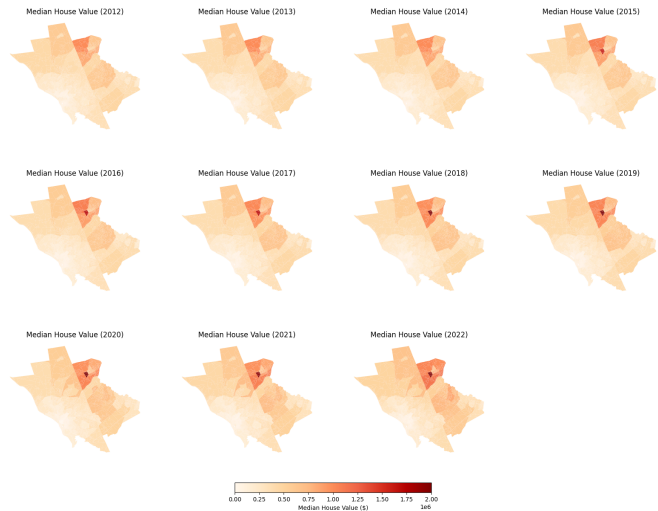 Median House Value (2012)
Median House Value (2013)
Median House Value (2014)
Median House Value (2015)
Median House Value (2016)
Median House Value (2017)
Median House Value (2018)
Median House Value (2019)
Median House Value (2020)
Median House Value (2021)
Median House Value (2022)
0.00 0.25 0.50 0.75 1.00 1.25 1.50 1.75 2.00
1e6
Median House Value ($)